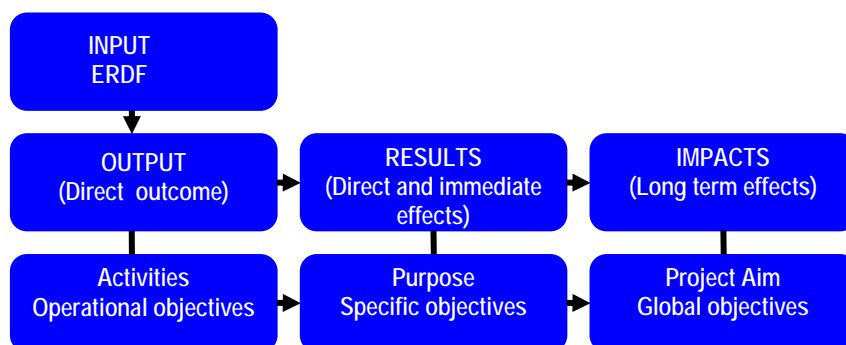 INPUT
ERDF
OUTPUT
(Direct outcome)
RESULTS
(Direct and immediate
effects)
IMPACTS
(Long term effects)
Activities
Operational objectives
Purpose
Specific objectives
Project Aim
Global objectives